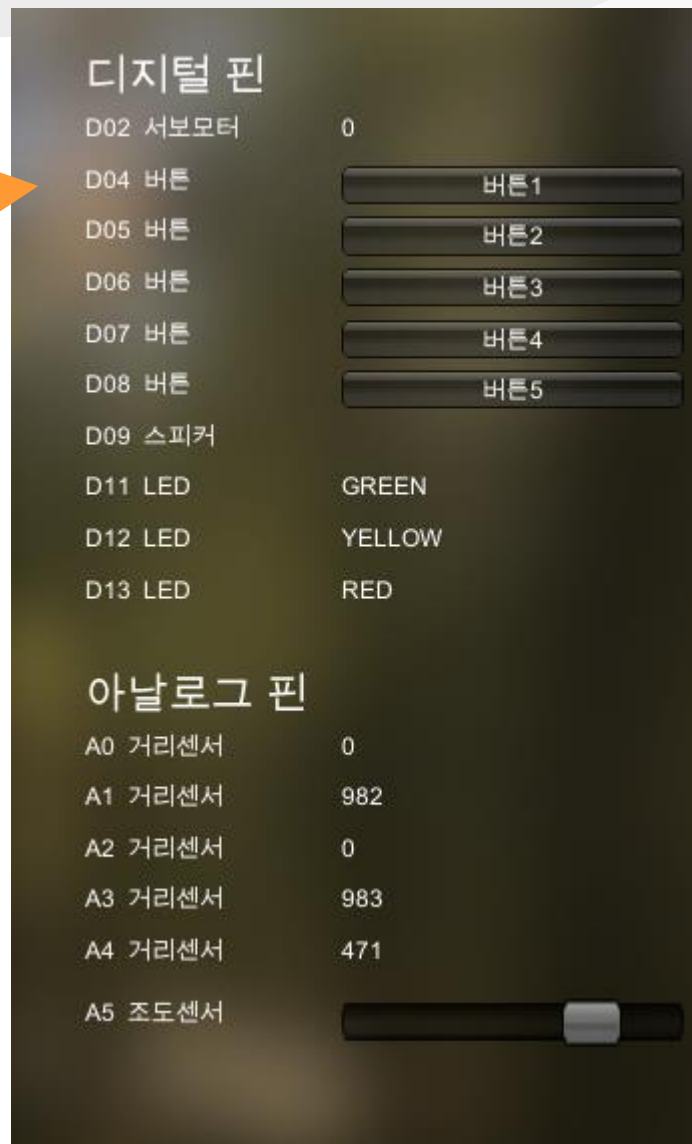 디지털 핀
D02 서보모터 0
D04 버튼 버튼1
D05 버튼 버튼2
D06 버튼 버튼3
D07 버튼 버튼4
D08 버튼 버튼5
D09 스피커
D11 LED GREEN
D12 LED YELLOW
D13 LED RED
아날로그 핀
A0 거리센서 0
A1 거리센서 982
A2 거리센서 0
A3 거리센서 983
A4 거리센서 471
A5 조도센서